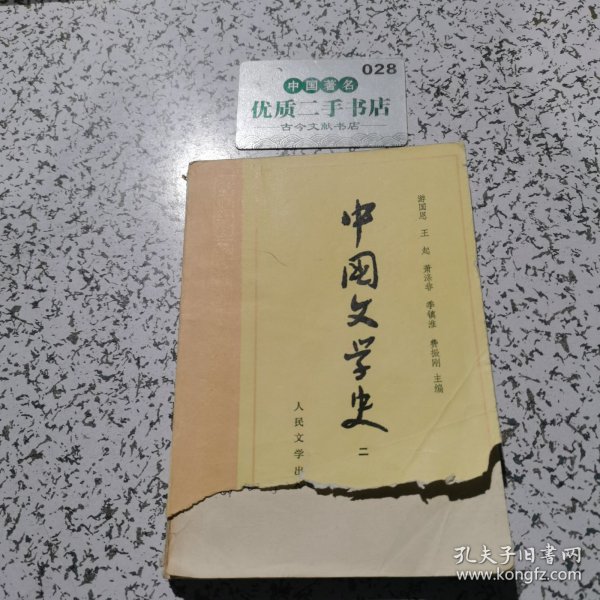 028
中国著名
优质二手书店
古今文献书店
中国文学史
二
游国恩 王起 萧涤非 季镇淮 费振刚 主编
人民文学出
孔夫子旧书网
www.kongfz.com